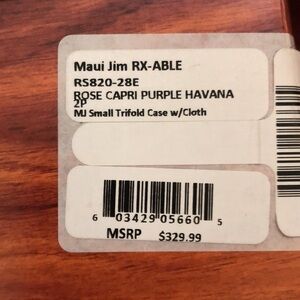 Maui Jim RX-ABLE
RS820-28E
ROSE CAPRI PURPLE HAVANA
2P
MJ Small Trifold Case w/Cloth
6 03429 05660 5
MSRP $329.99